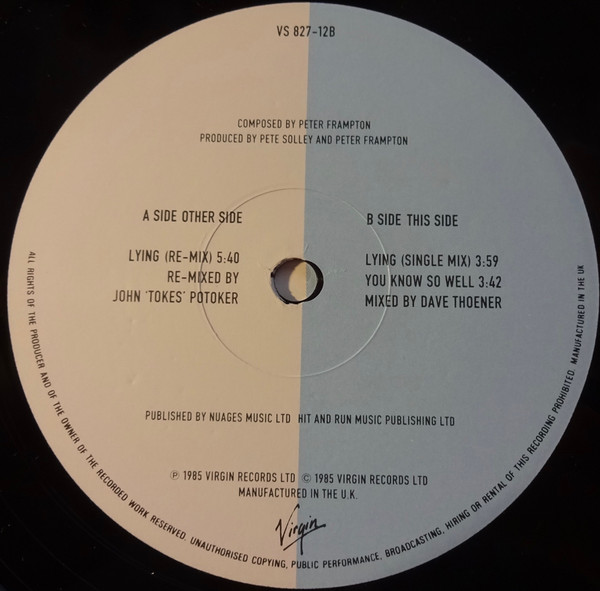 VS 827-12B
COMPOSED BY PETER FRAMPTON
PRODUCED BY PETE SOLLEY AND PETER FRAMPTON
A SIDE OTHER SIDE
LYING (RE-MIX) 5:40
RE-MIXED BY
JOHN 'TOKES' POTOKER
B SIDE THIS SIDE
LYING (SINGLE MIX) 3:59
YOU KNOW SO WELL 3:42
MIXED BY DAVE THOENER
PUBLISHED BY NUAGES MUSIC LTD HIT AND RUN MUSIC PUBLISHING LTD
℗ 1985 VIRGIN RECORDS LTD © 1985 VIRGIN RECORDS LTD
MANUFACTURED IN THE U.K.
Virgin
ALL RIGHTS OF THE PRODUCER AND OF THE OWNER OF THE RECORDED WORK RESERVED, UNAUTHORISED COPYING, PUBLIC PERFORMANCE, BROADCASTING, HIRING OR RENTAL OF THIS RECORDING PROHIBITED. MANUFACTURED IN THE UK